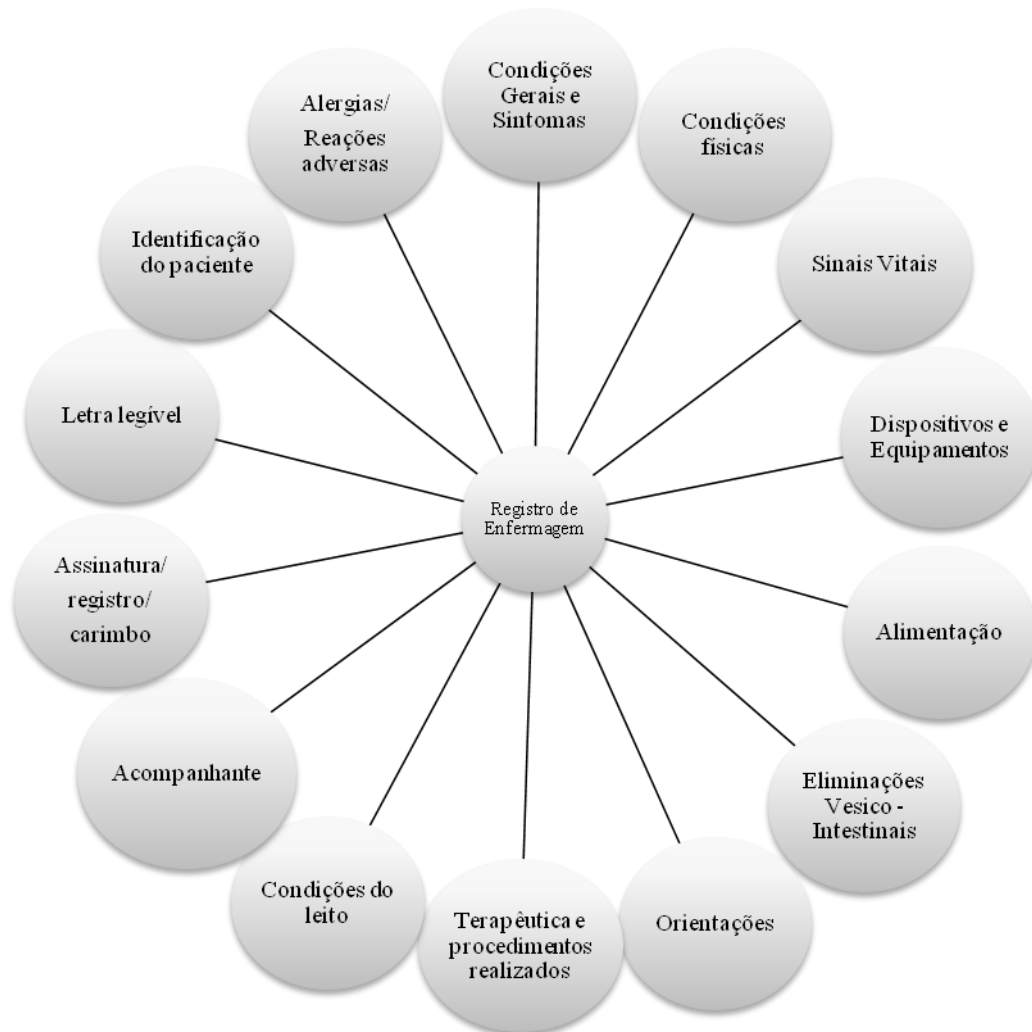 Condições
Gerais e
Sintomas
Condições
físicas
Sinais Vitais
Dispositivos e
Equipamentos
Alimentação
Eliminações
Vesico -
Intestinais
Orientações
Terapêutica e
procedimentos
realizados
Condições do
leito
Acompanhante
Assinatura/
registro/
carimbo
Letra legível
Identificação
do paciente
Alergias/
Reações
adversas
Registro de
Enfermagem